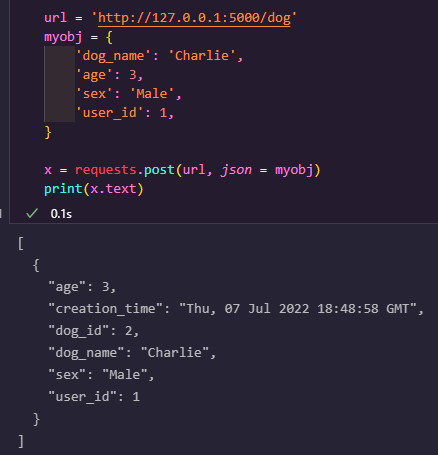 url = 'http://127.0.0.1:5000/dog'
myobj = {
    'dog_name': 'Charlie',
    'age': 3,
    'sex': 'Male',
    'user_id': 1,
}
x = requests.post(url, json = myobj)
print(x.text)
✓ 0.1s
[
  {
    "age": 3,
    "creation_time": "Thu, 07 Jul 2022 18:48:58 GMT",
    "dog_id": 2,
    "dog_name": "Charlie",
    "sex": "Male",
    "user_id": 1
  }
]